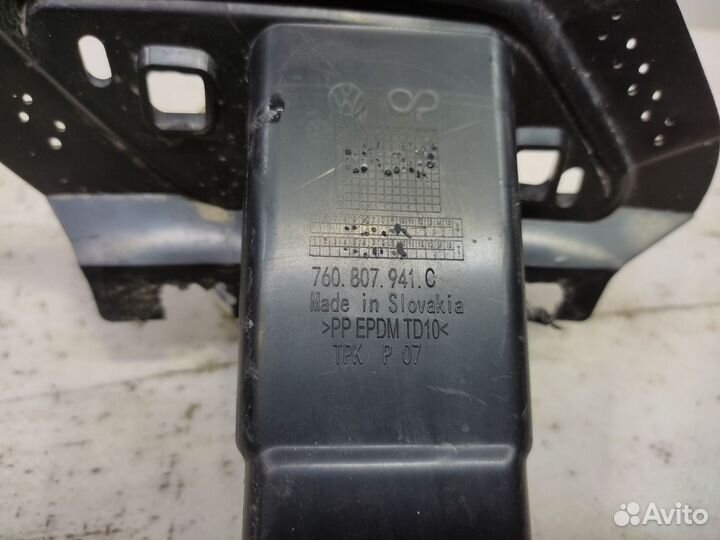 760.807.941.C
Made in Slovakia
>PP EPDM TD10<
TPK P 07
Avito